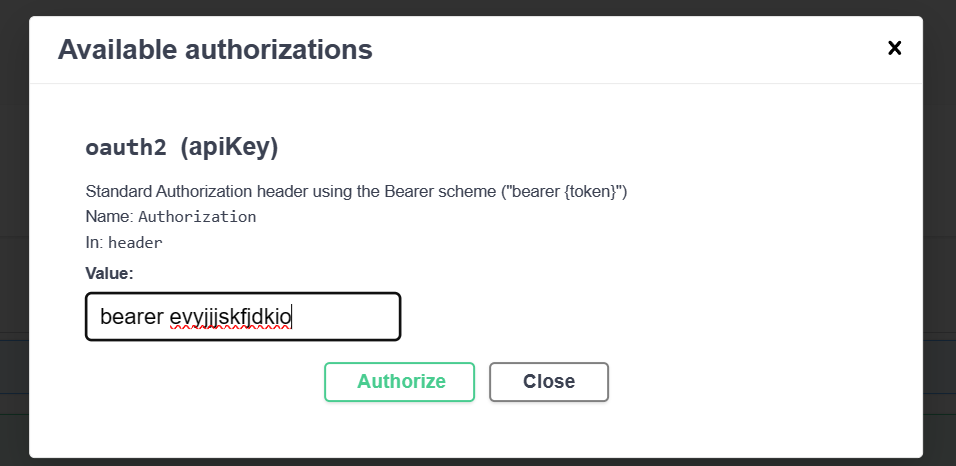 Available authorizations
oauth2 (apiKey)
Standard Authorization header using the Bearer scheme ("bearer {token}")
Name: Authorization
In: header
Value:
bearer evyjjjskfjdkio
Authorize Close